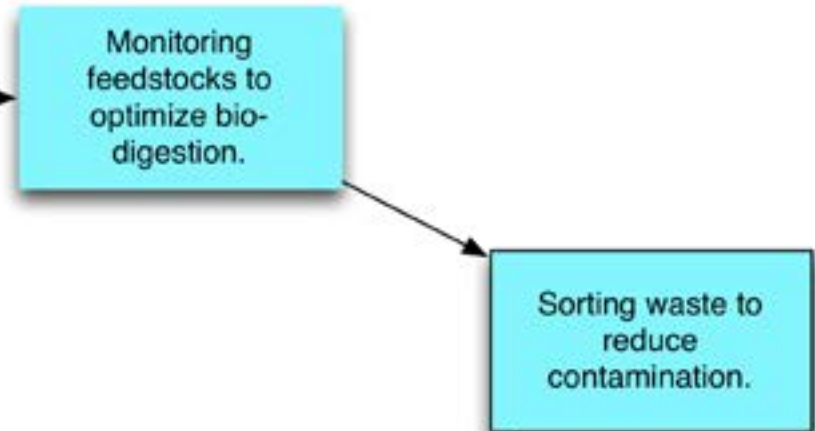 Monitoring
feedstocks to
optimize bio-
digestion.
Sorting waste to
reduce
contamination.